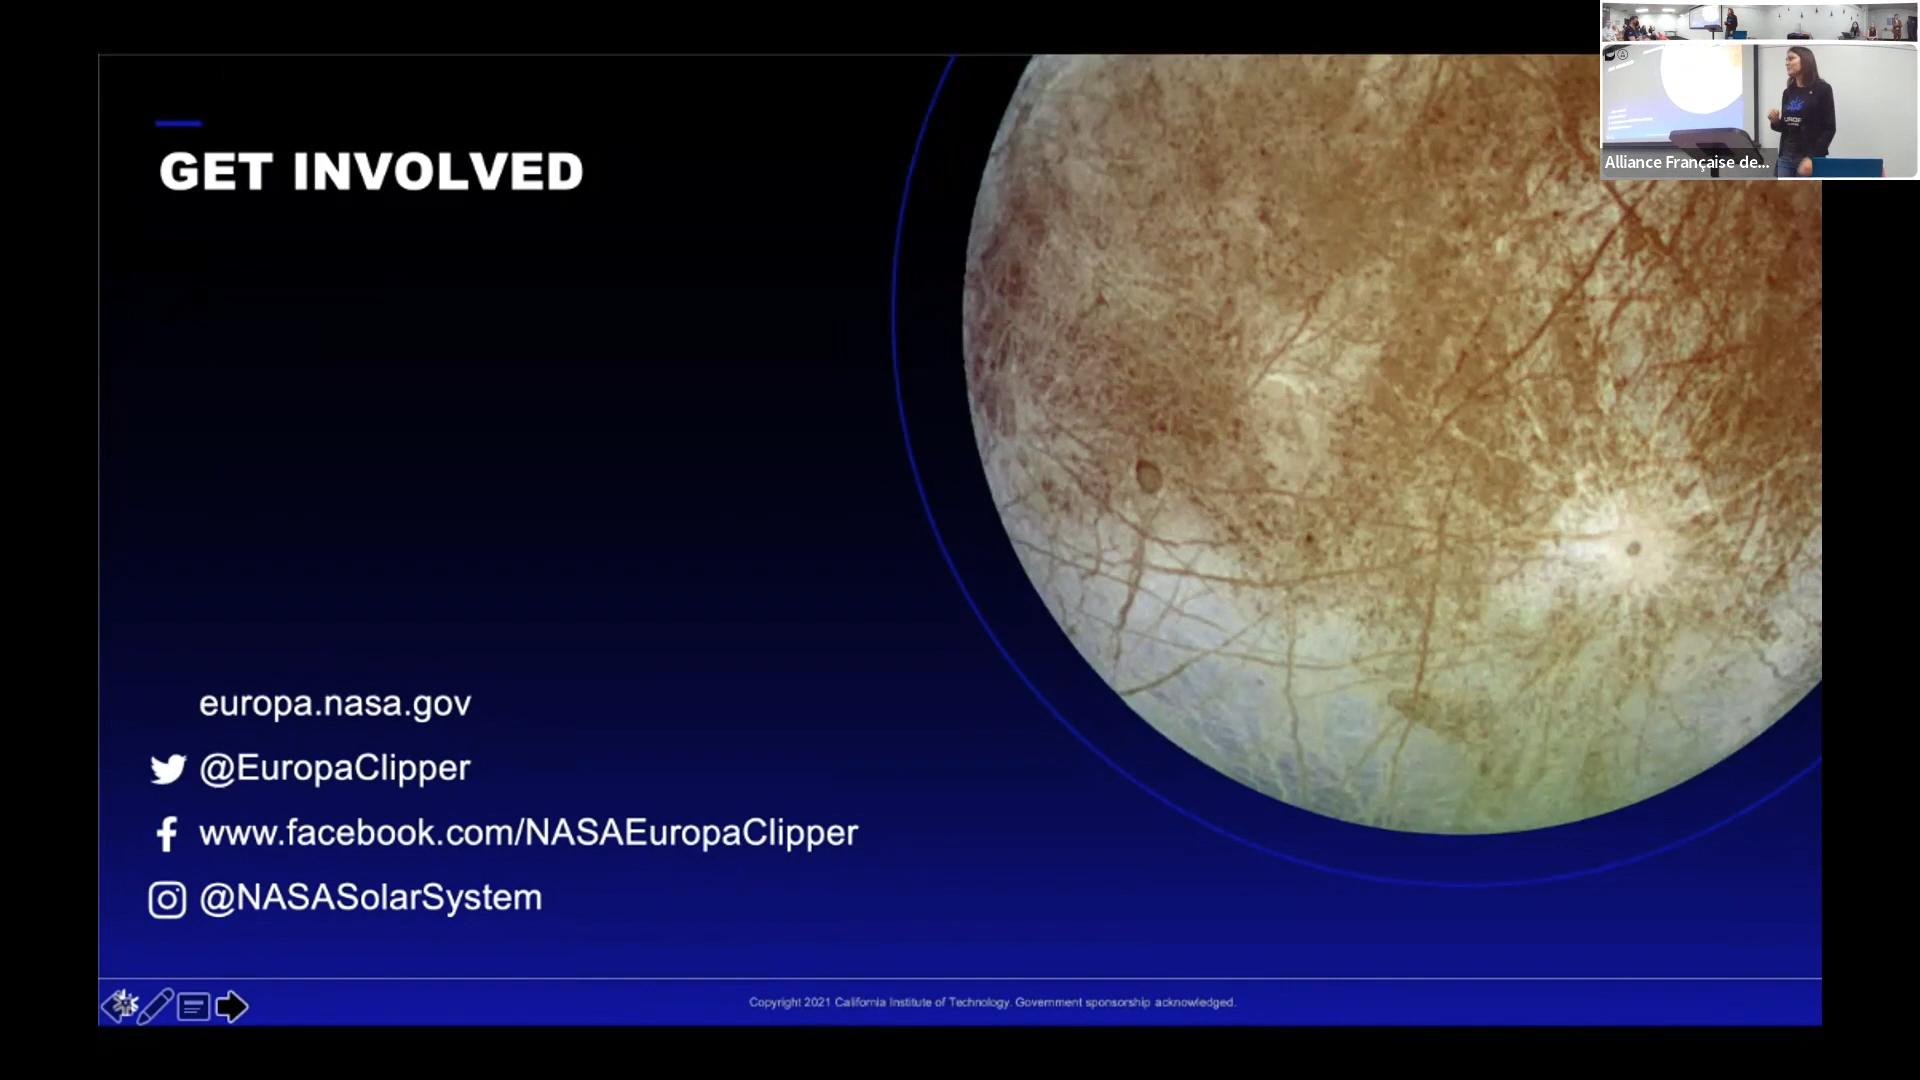 GET INVOLVED
europa.nasa.gov
@EuropaClipper
www.facebook.com/NASAEuropaClipper
@NASASolarSystem
Copyright 2021 California Institute of Technology. Government sponsorship acknowledged.
Alliance Française de...